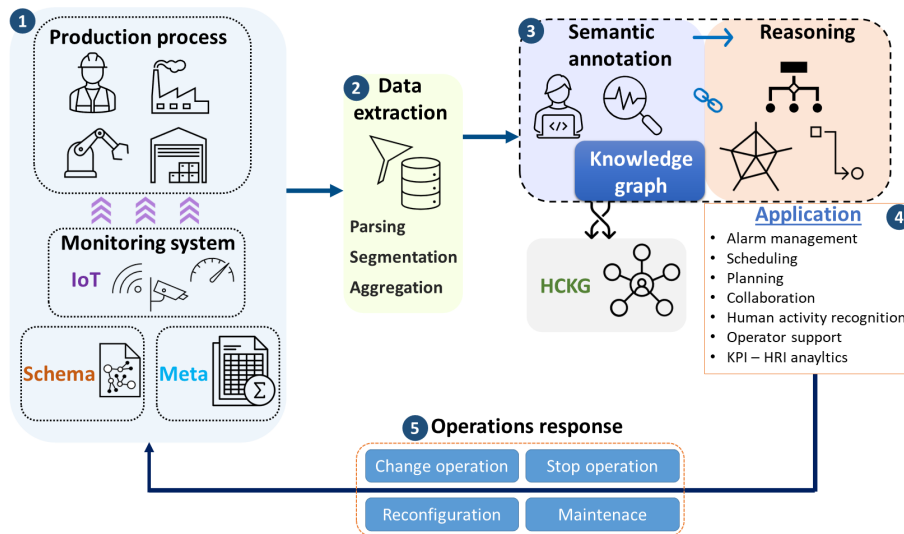 1
Production process
Monitoring system
IoT
Schema
Meta
Σ
2
Data
extraction
Parsing
Segmentation
Aggregation
3
Semantic
annotation
</>
Reasoning
Knowledge
graph
HCKG
4
Application
• Alarm management
• Scheduling
• Planning
• Collaboration
• Human activity recognition
• Operator support
• KPI – HRI anayltics
5
Operations response
Change operation
Stop operation
Reconfiguration
Maintenace